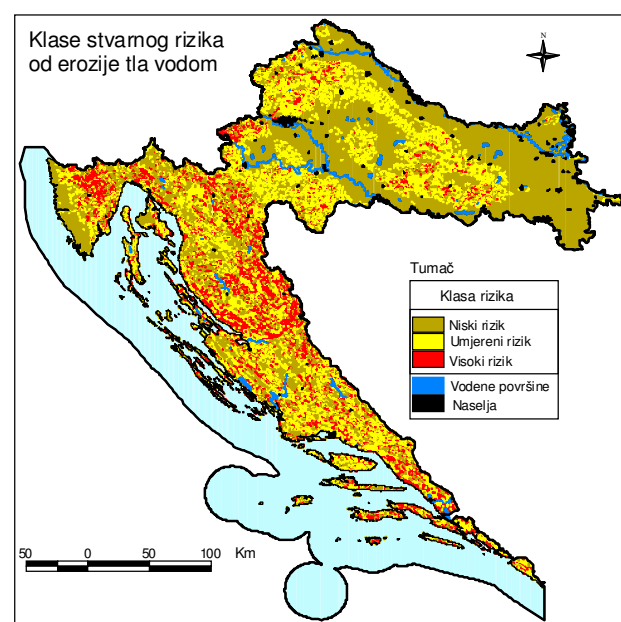 Klase stvarnog rizika
od erozije tla vodom
Tumač
Klasa rizika
Niski rizik
Umjereni rizik
Visoki rizik
Vodene površine
Naselja
50 0 50 100 Km